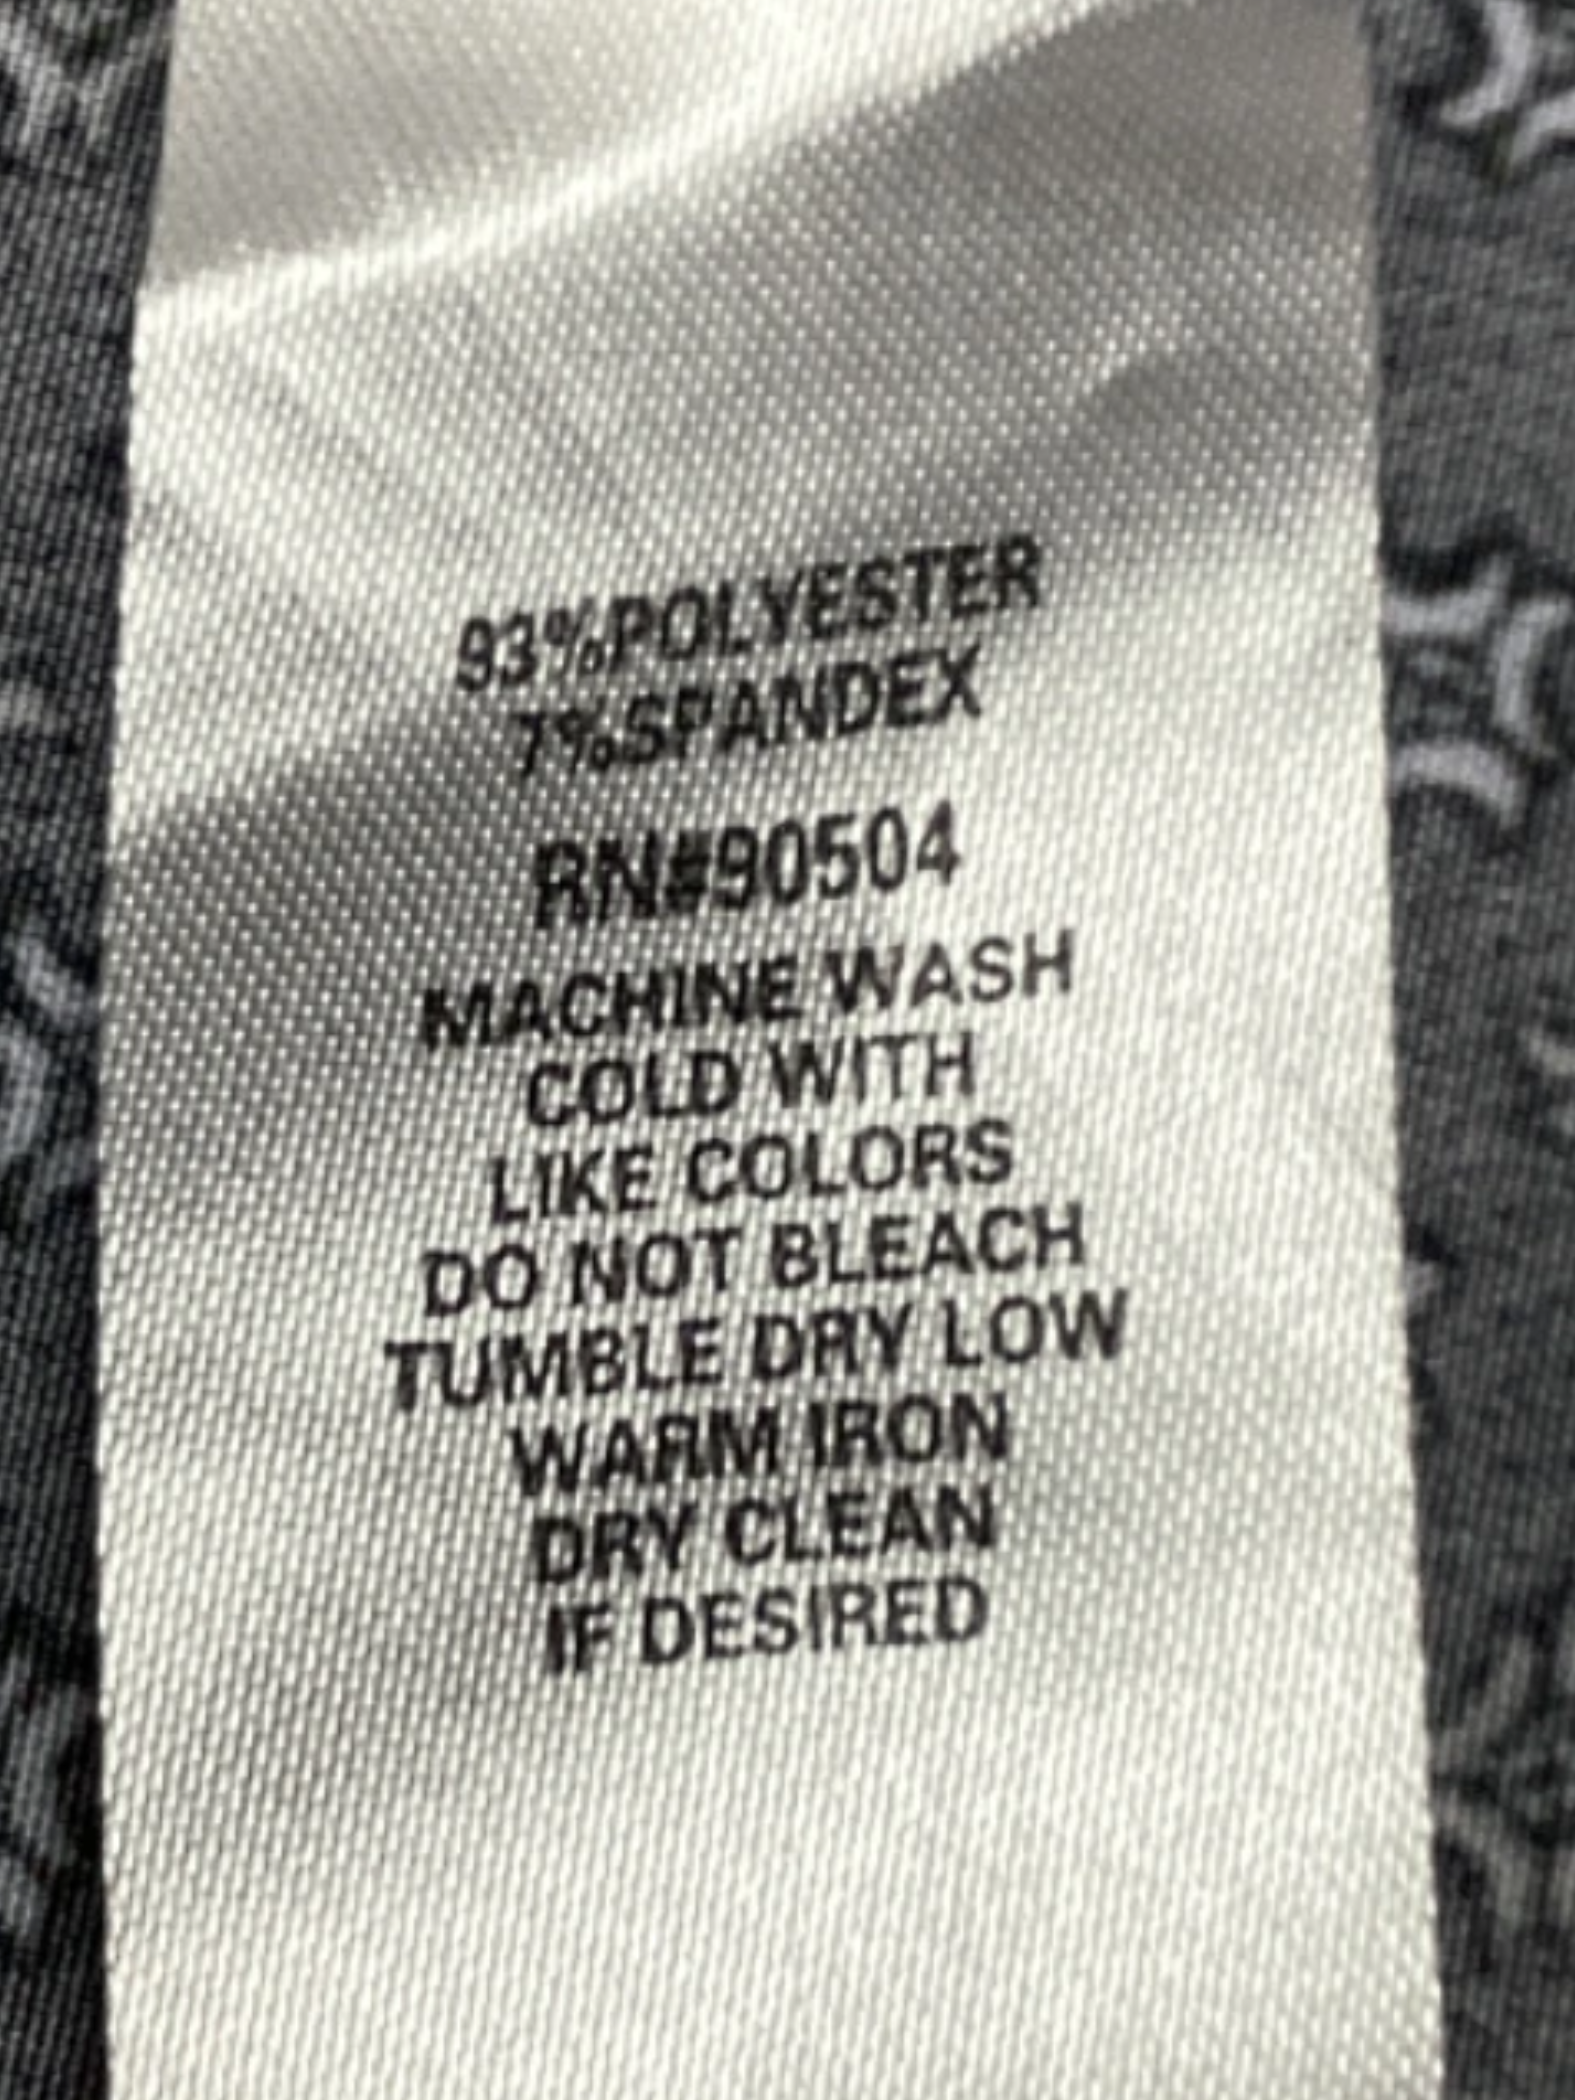 93%POLYESTER
7%SPANDEX
RN#90504
MACHINE WASH
COLD WITH
LIKE COLORS
DO NOT BLEACH
TUMBLE DRY LOW
WARM IRON
DRY CLEAN
IF DESIRED